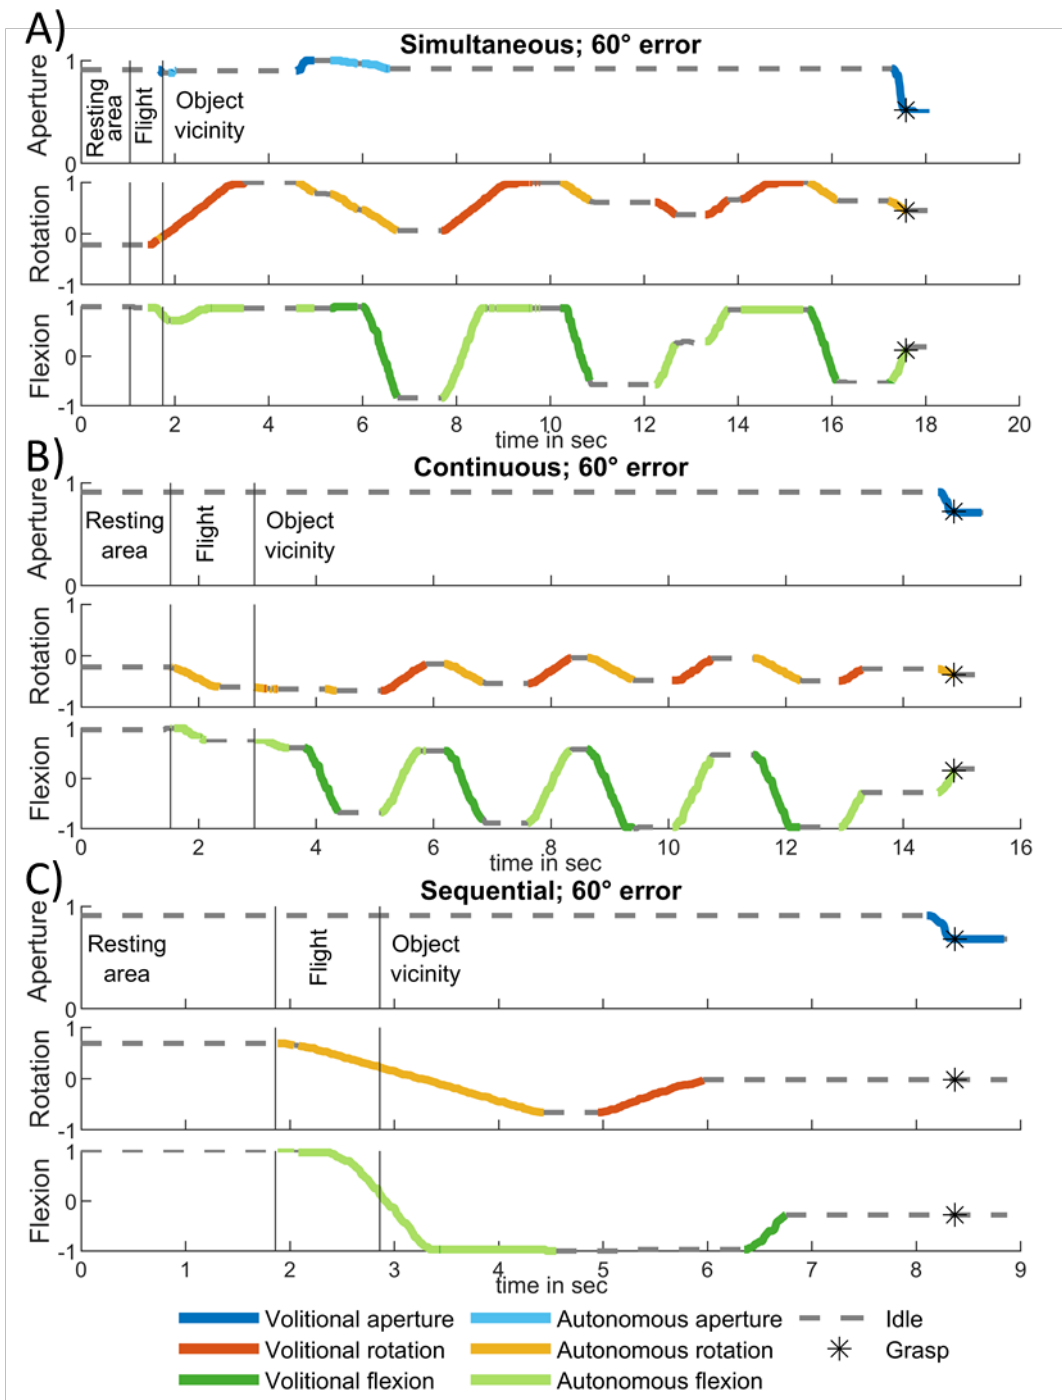 A)
Simultaneous; 60° error
Aperture
1
0
Resting
area
Flight
Object
vicinity
Rotation
1
0
-1
Flexion
1
0
-1
0 2 4 6 8 10 12 14 16 18 20
time in sec
B)
Continuous; 60° error
Aperture
1
0
Resting
area
Flight
Object
vicinity
Rotation
1
0
-1
Flexion
1
0
-1
0 2 4 6 8 10 12 14 16
time in sec
C)
Sequential; 60° error
Aperture
1
0
Resting
area
Flight
Object
vicinity
Rotation
1
0
-1
Flexion
1
0
-1
0 1 2 3 4 5 6 7 8 9
time in sec
Volitional aperture Autonomous aperture Idle
Volitional rotation Autonomous rotation Grasp
Volitional flexion Autonomous flexion